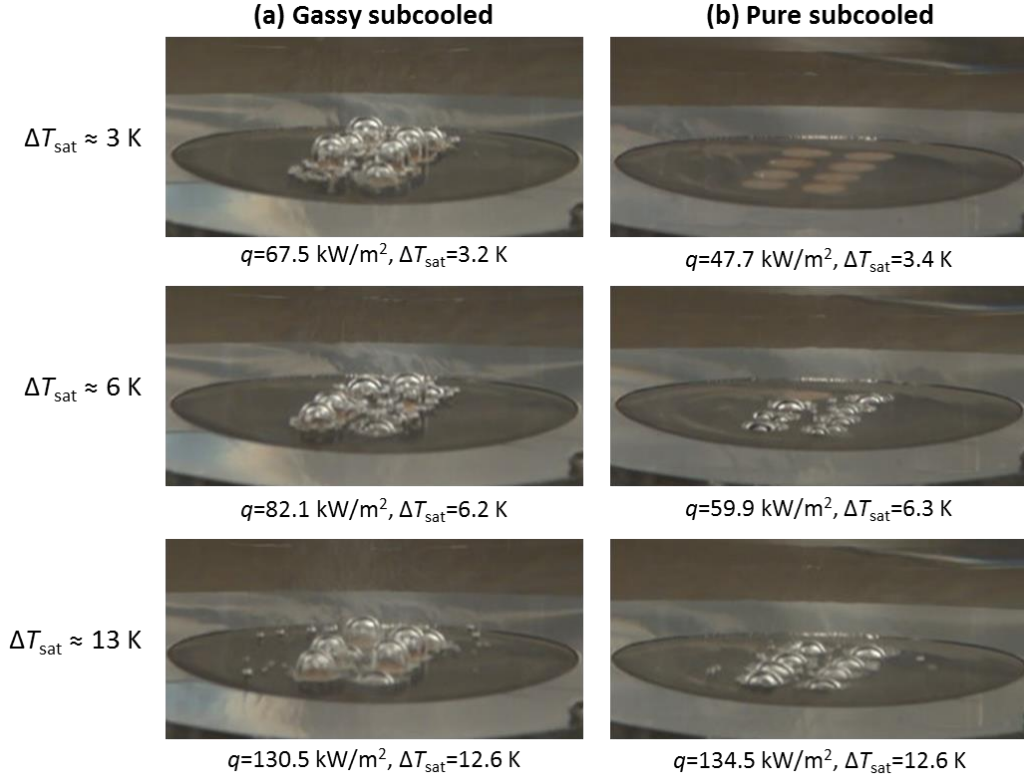 (a) Gassy subcooled
(b) Pure subcooled
ΔTsat ≈ 3 K
q=67.5 kW/m², ΔTsat=3.2 K
q=47.7 kW/m², ΔTsat=3.4 K
ΔTsat ≈ 6 K
q=82.1 kW/m², ΔTsat=6.2 K
q=59.9 kW/m², ΔTsat=6.3 K
ΔTsat ≈ 13 K
q=130.5 kW/m², ΔTsat=12.6 K
q=134.5 kW/m², ΔTsat=12.6 K